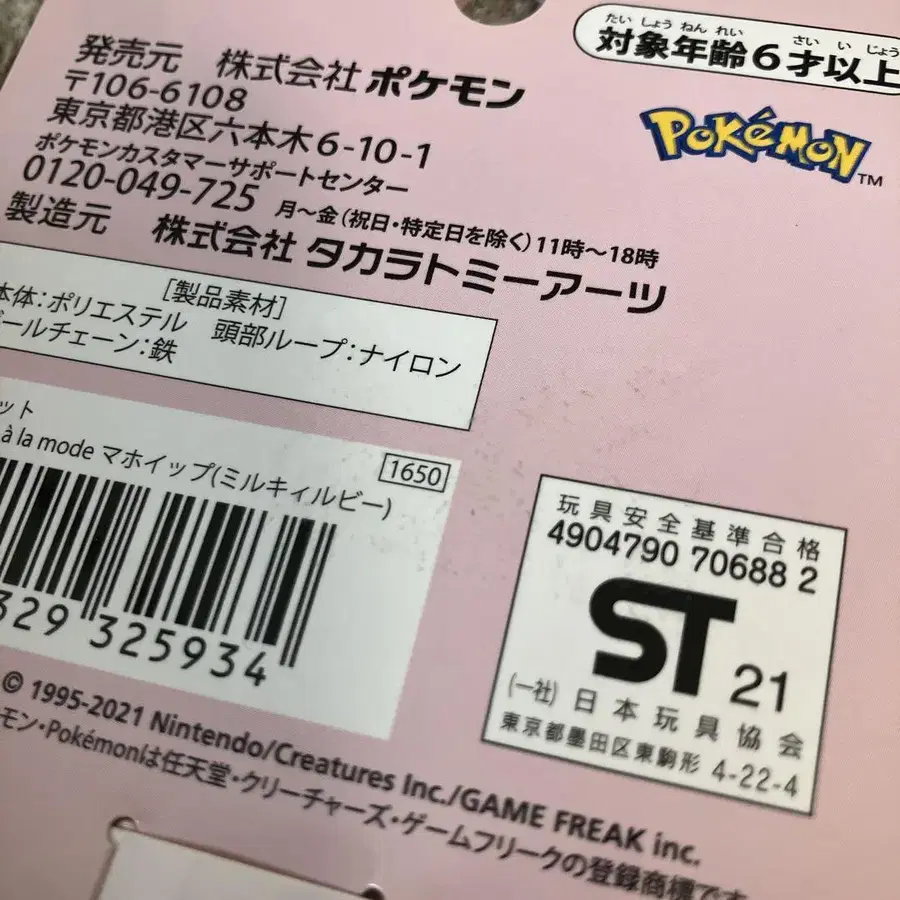 たい しょう ねん れい さい い じょう
対象年齢6才以上
Pokémon TM
発売元 株式会社 ポケモン
〒106-6108
東京都港区六本木6-10-1
ポケモンカスタマーサポートセンター
0120-049-725 月〜金(祝日・特定日を除く)11時〜18時
製造元 株式会社 タカラトミーアーツ
[製品素材]
本体:ポリエステル 頭部ループ:ナイロン
ボールチェーン:鉄
ット
à la mode マホイップ(ミルキィルビー)
1650
329 325934
玩具安全基準合格
4904790 70688 2
ST 21
(一社)日本玩具協会
東京都墨田区東駒形 4-22-4
© 1995-2021 Nintendo/Creatures Inc./GAME FREAK inc.
モン・Pokémonは任天堂・クリーチャーズ・ゲームフリークの登録商標です